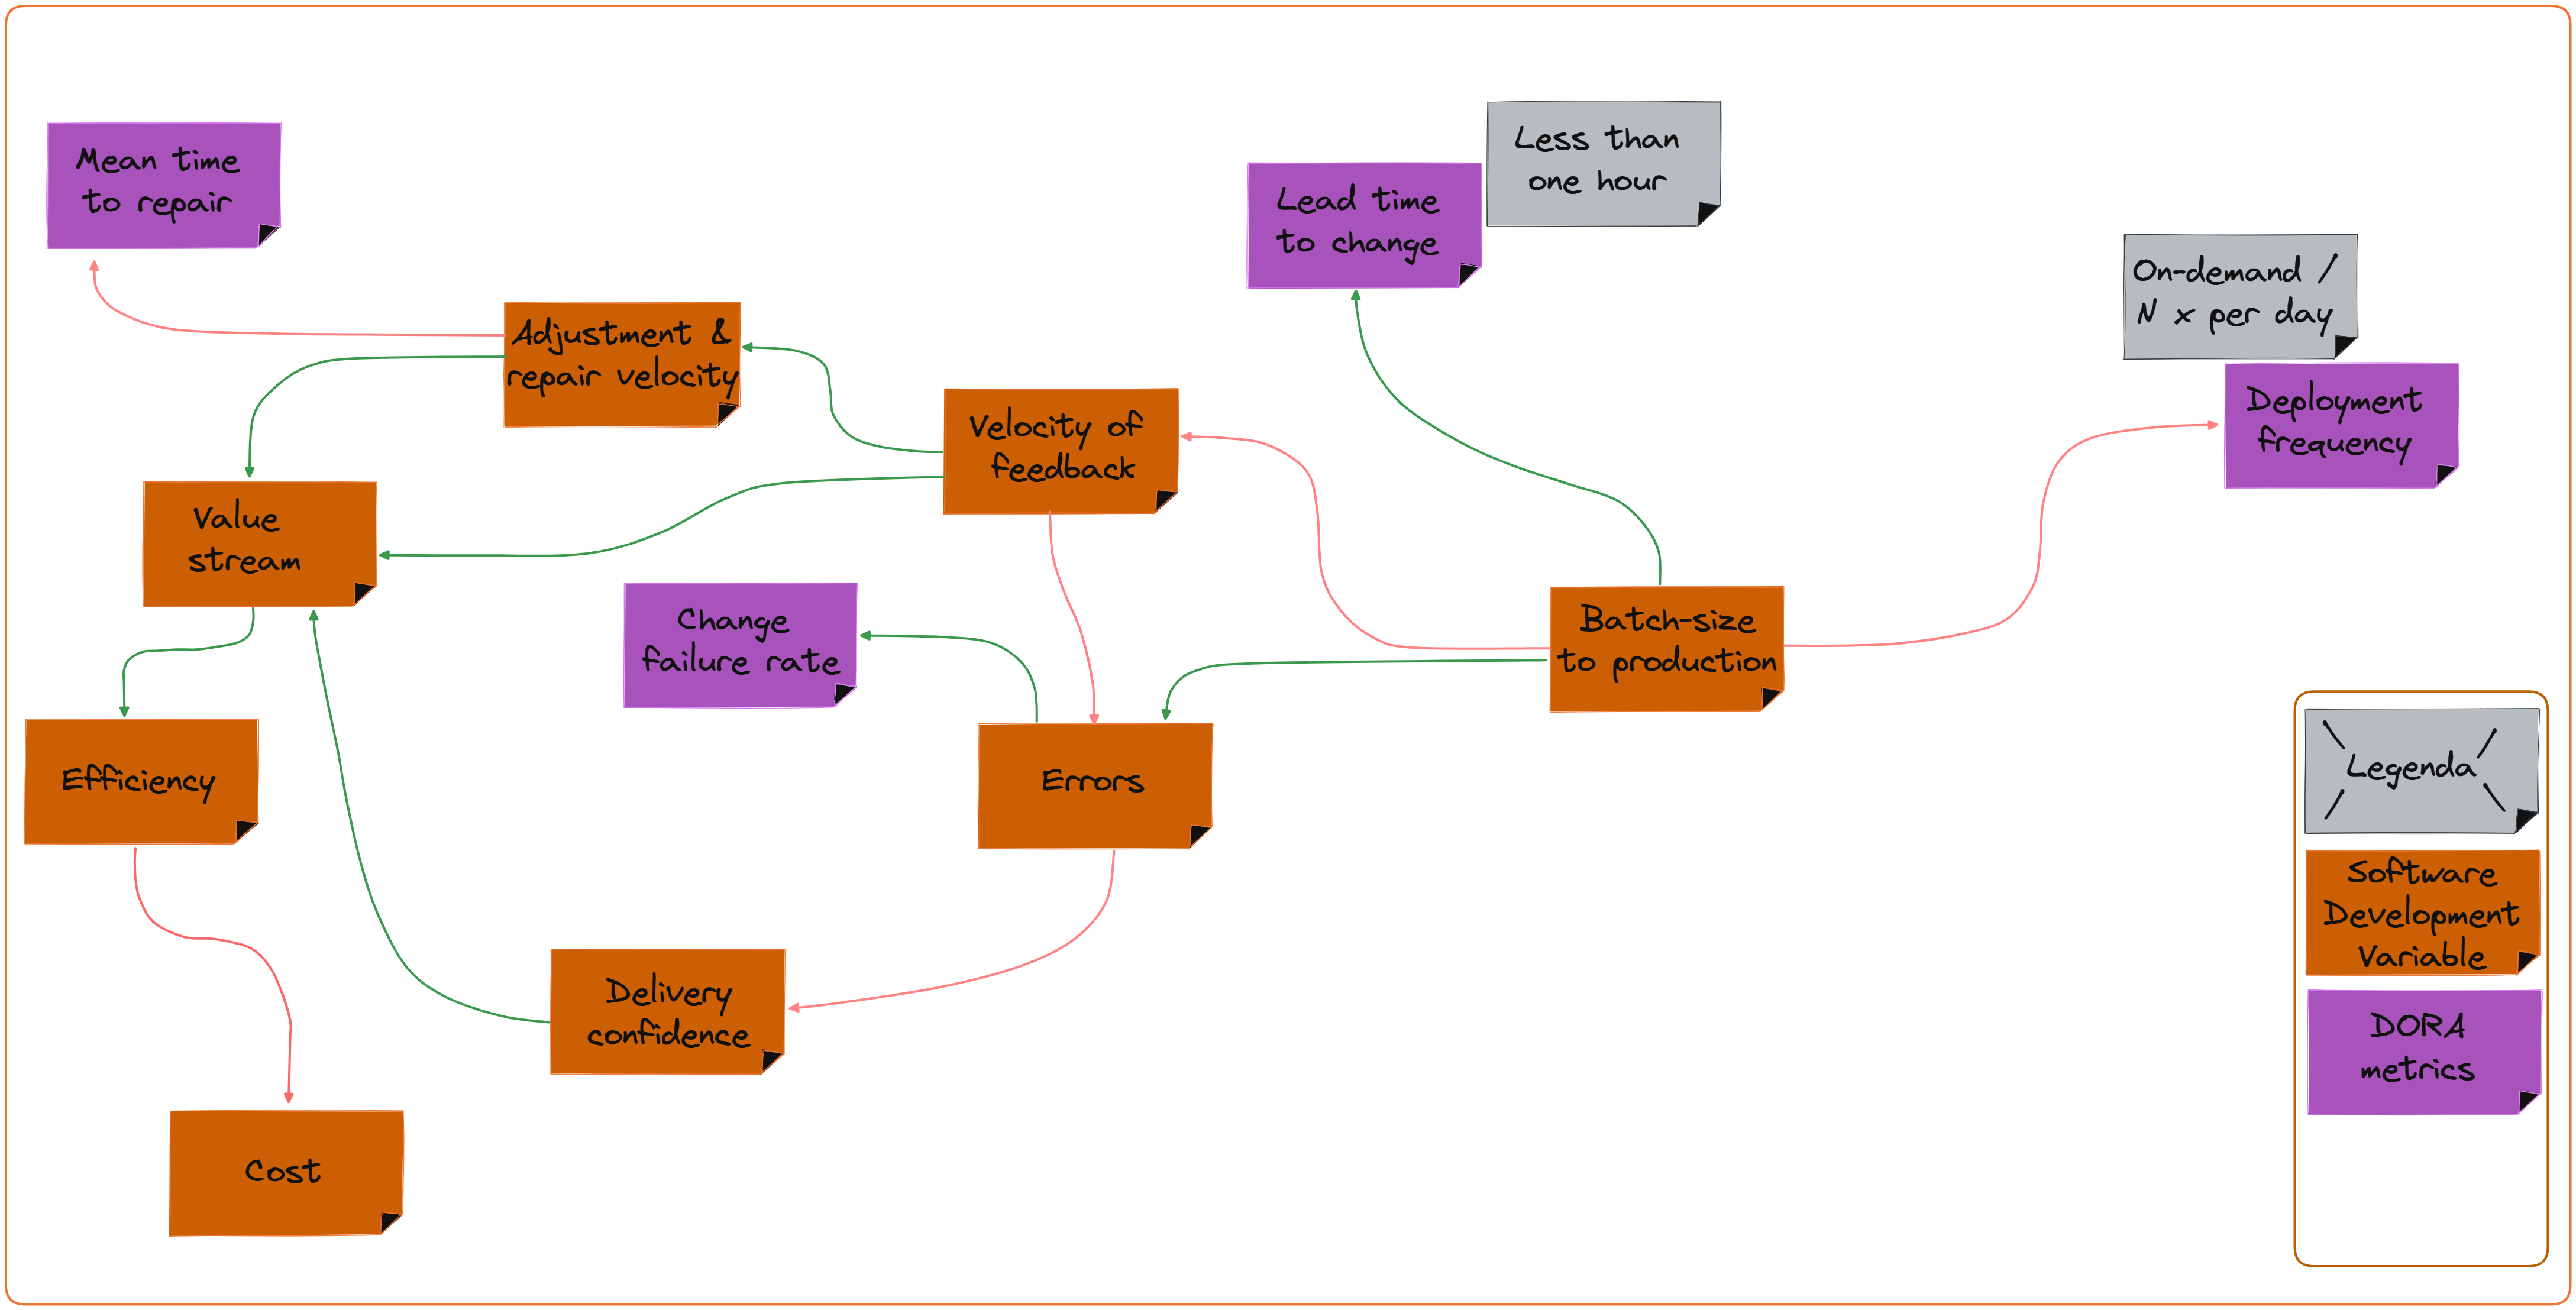 Mean time
to repair
Less than
one hour
Lead time
to change
On-demand /
N x per day
Adjustment &
repair velocity
Deployment
frequency
Velocity of
feedback
Value
stream
Change
failure rate
Batch-size
to production
Efficiency
Errors
Delivery
confidence
Cost
Legenda
Software
Development
Variable
DORA
metrics